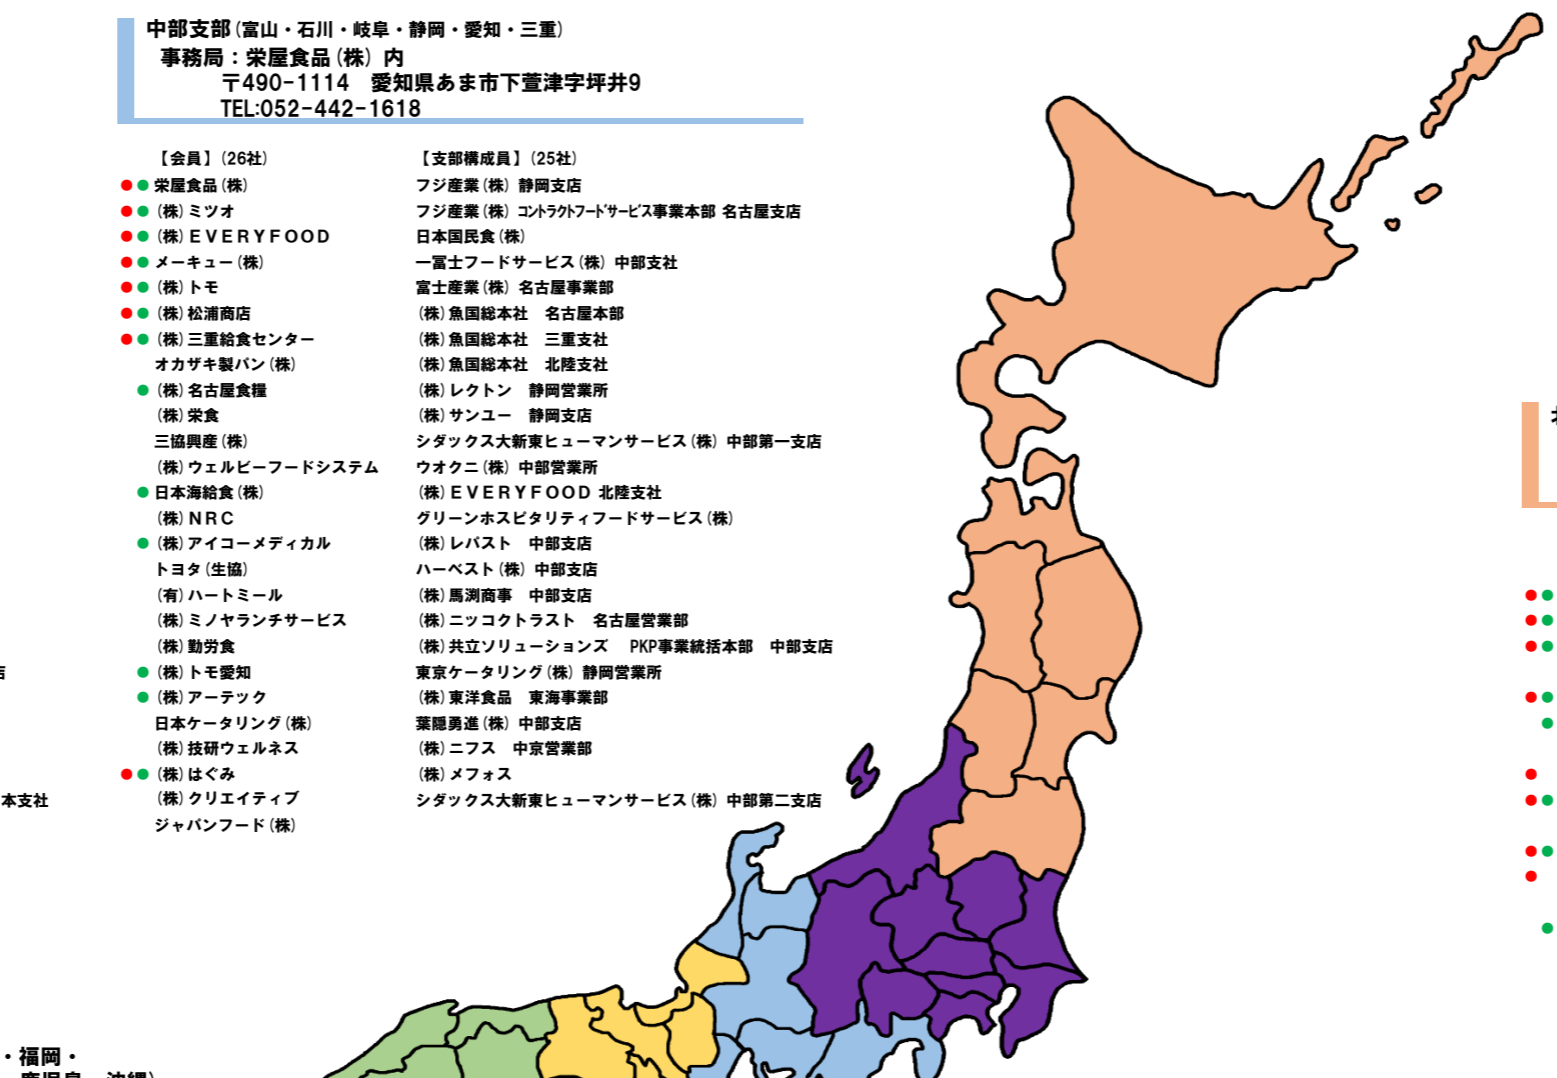 中部支部(富山・石川・岐阜・静岡・愛知・三重)
事務局：栄屋食品(株)内
〒490-1114　愛知県あま市下萱津字坪井9
TEL:052-442-1618
【会員】(26社)
栄屋食品(株)
(株)ミツオ
(株)ＥＶＥＲＹＦＯＯＤ
メーキュー(株)
(株)トモ
(株)松浦商店
(株)三重給食センター
オカザキ製パン(株)
(株)名古屋食糧
(株)栄食
三協興産(株)
(株)ウェルビーフードシステム
日本海給食(株)
(株)ＮＲＣ
(株)アイコーメディカル
トヨタ(生協)
(有)ハートミール
(株)ミノヤランチサービス
(株)勤労食
(株)トモ愛知
(株)アーテック
日本ケータリング(株)
(株)技研ウェルネス
(株)はぐみ
(株)クリエイティブ
ジャパンフード(株)
【支部構成員】(25社)
フジ産業(株) 静岡支店
フジ産業(株) ｺﾝﾄﾗｸﾄﾌｰﾄﾞｻｰﾋﾞｽ事業本部 名古屋支店
日本国民食(株)
一冨士フードサービス(株) 中部支社
富士産業(株) 名古屋事業部
(株)魚国総本社　名古屋本部
(株)魚国総本社　三重支社
(株)魚国総本社　北陸支社
(株)レクトン　静岡営業所
(株)サンユー　静岡支店
シダックス大新東ヒューマンサービス(株) 中部第一支店
ウオクニ(株) 中部営業所
(株)ＥＶＥＲＹＦＯＯＤ 北陸支社
グリーンホスピタリティフードサービス(株)
(株)レパスト　中部支店
ハーベスト(株) 中部支店
(株)馬渕商事　中部支店
(株)ニッコクトラスト　名古屋営業部
(株)共立ソリューションズ　PKP事業統括本部　中部支店
東京ケータリング(株) 静岡営業所
(株)東洋食品　東海事業部
葉隠勇進(株) 中部支店
(株)ニフス　中京営業部
(株)メフォス
シダックス大新東ヒューマンサービス(株) 中部第二支店
店
本支社
・福岡・